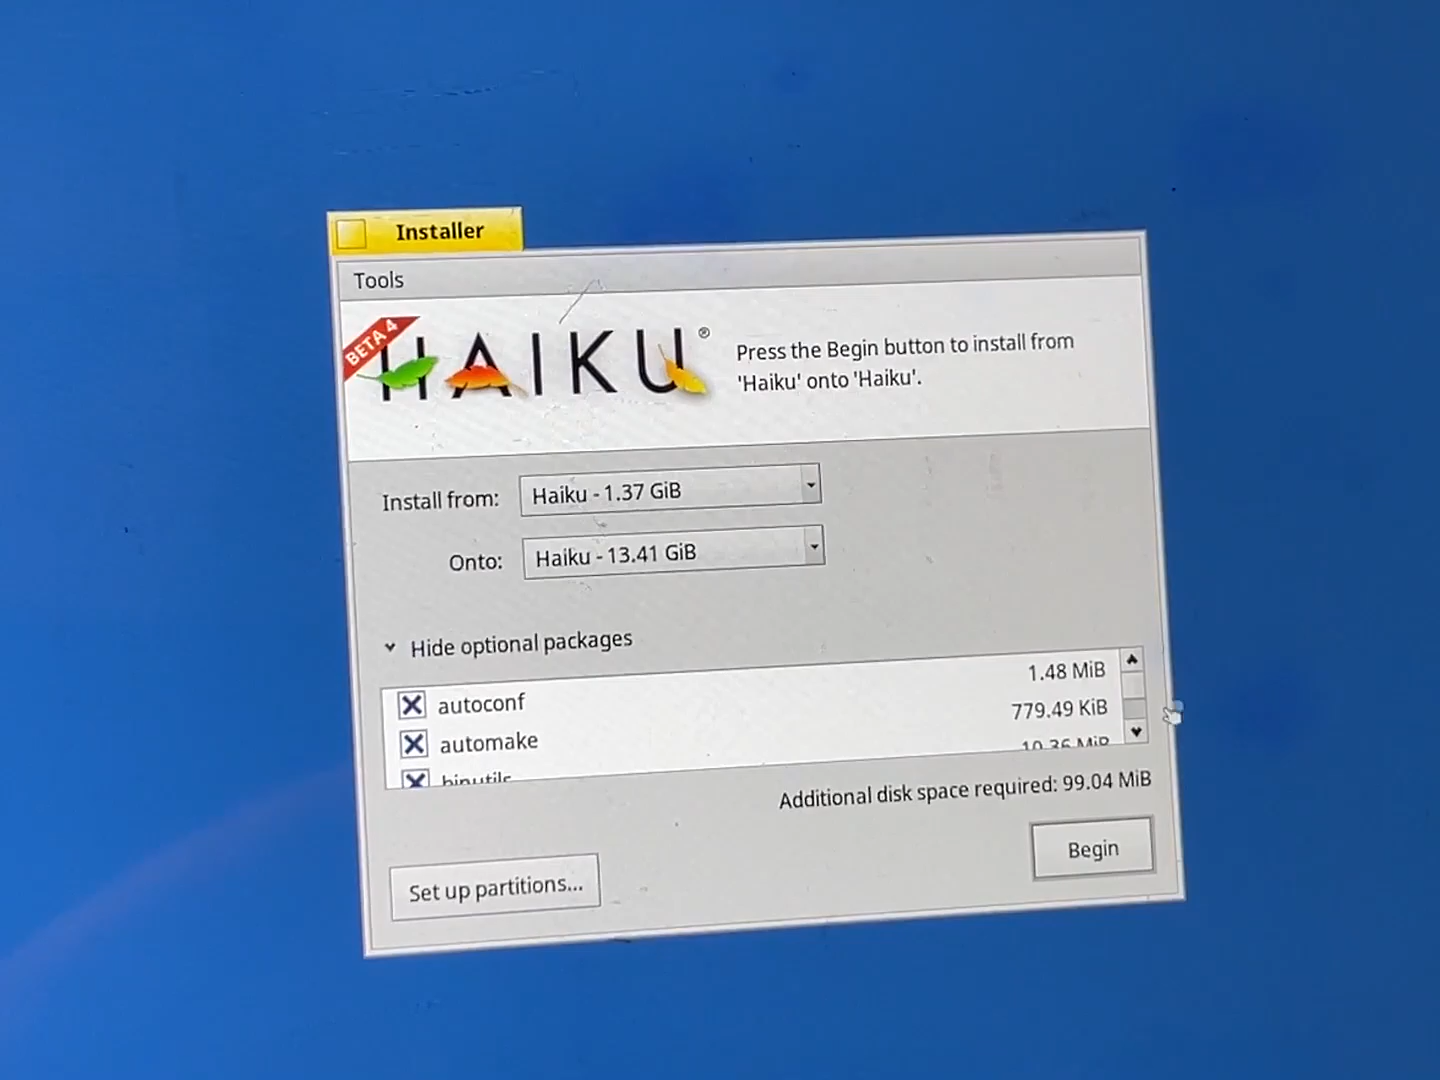 Installer
Tools
BETA 4
HAIKU®
Press the Begin button to install from
'Haiku' onto 'Haiku'.
Install from: Haiku - 1.37 GiB
Onto: Haiku - 13.41 GiB
Hide optional packages
autoconf 1.48 MiB
automake 779.49 KiB
binutils 10.36 MiB
Additional disk space required: 99.04 MiB
Set up partitions... Begin